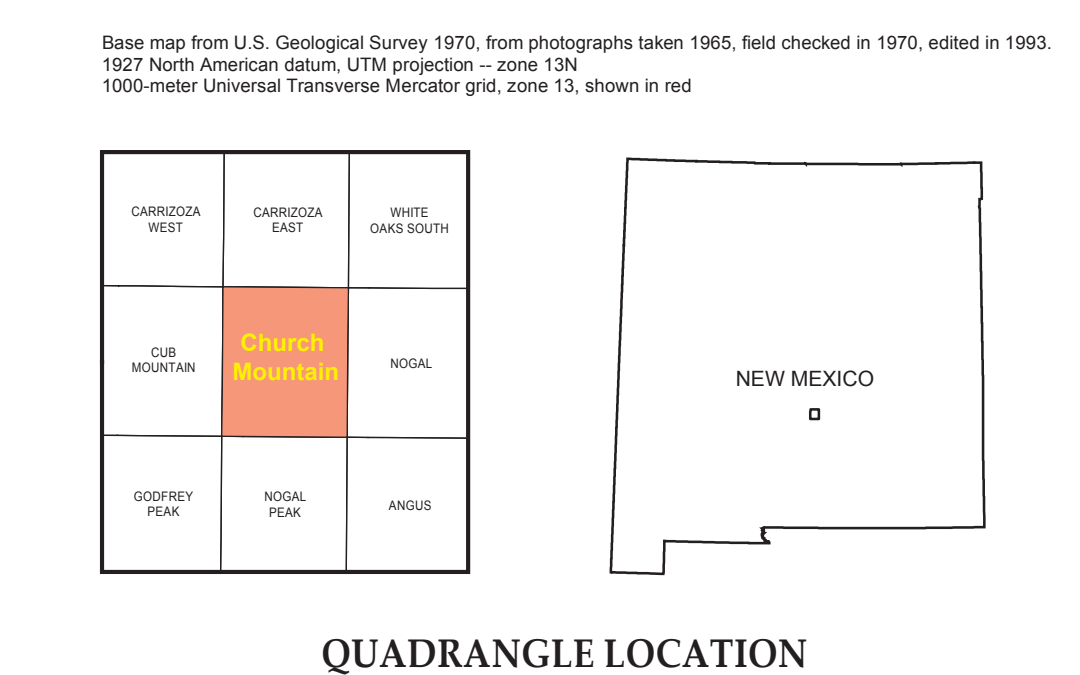 Base map from U.S. Geological Survey 1970, from photographs taken 1965, field checked in 1970, edited in 1993.
1927 North American datum, UTM projection -- zone 13N
1000-meter Universal Transverse Mercator grid, zone 13, shown in red
CARRIZOZA
WEST
CARRIZOZA
EAST
WHITE
OAKS SOUTH
CUB
MOUNTAIN
Church
Mountain
NOGAL
GODFREY
PEAK
NOGAL
PEAK
ANGUS
NEW MEXICO
QUADRANGLE LOCATION